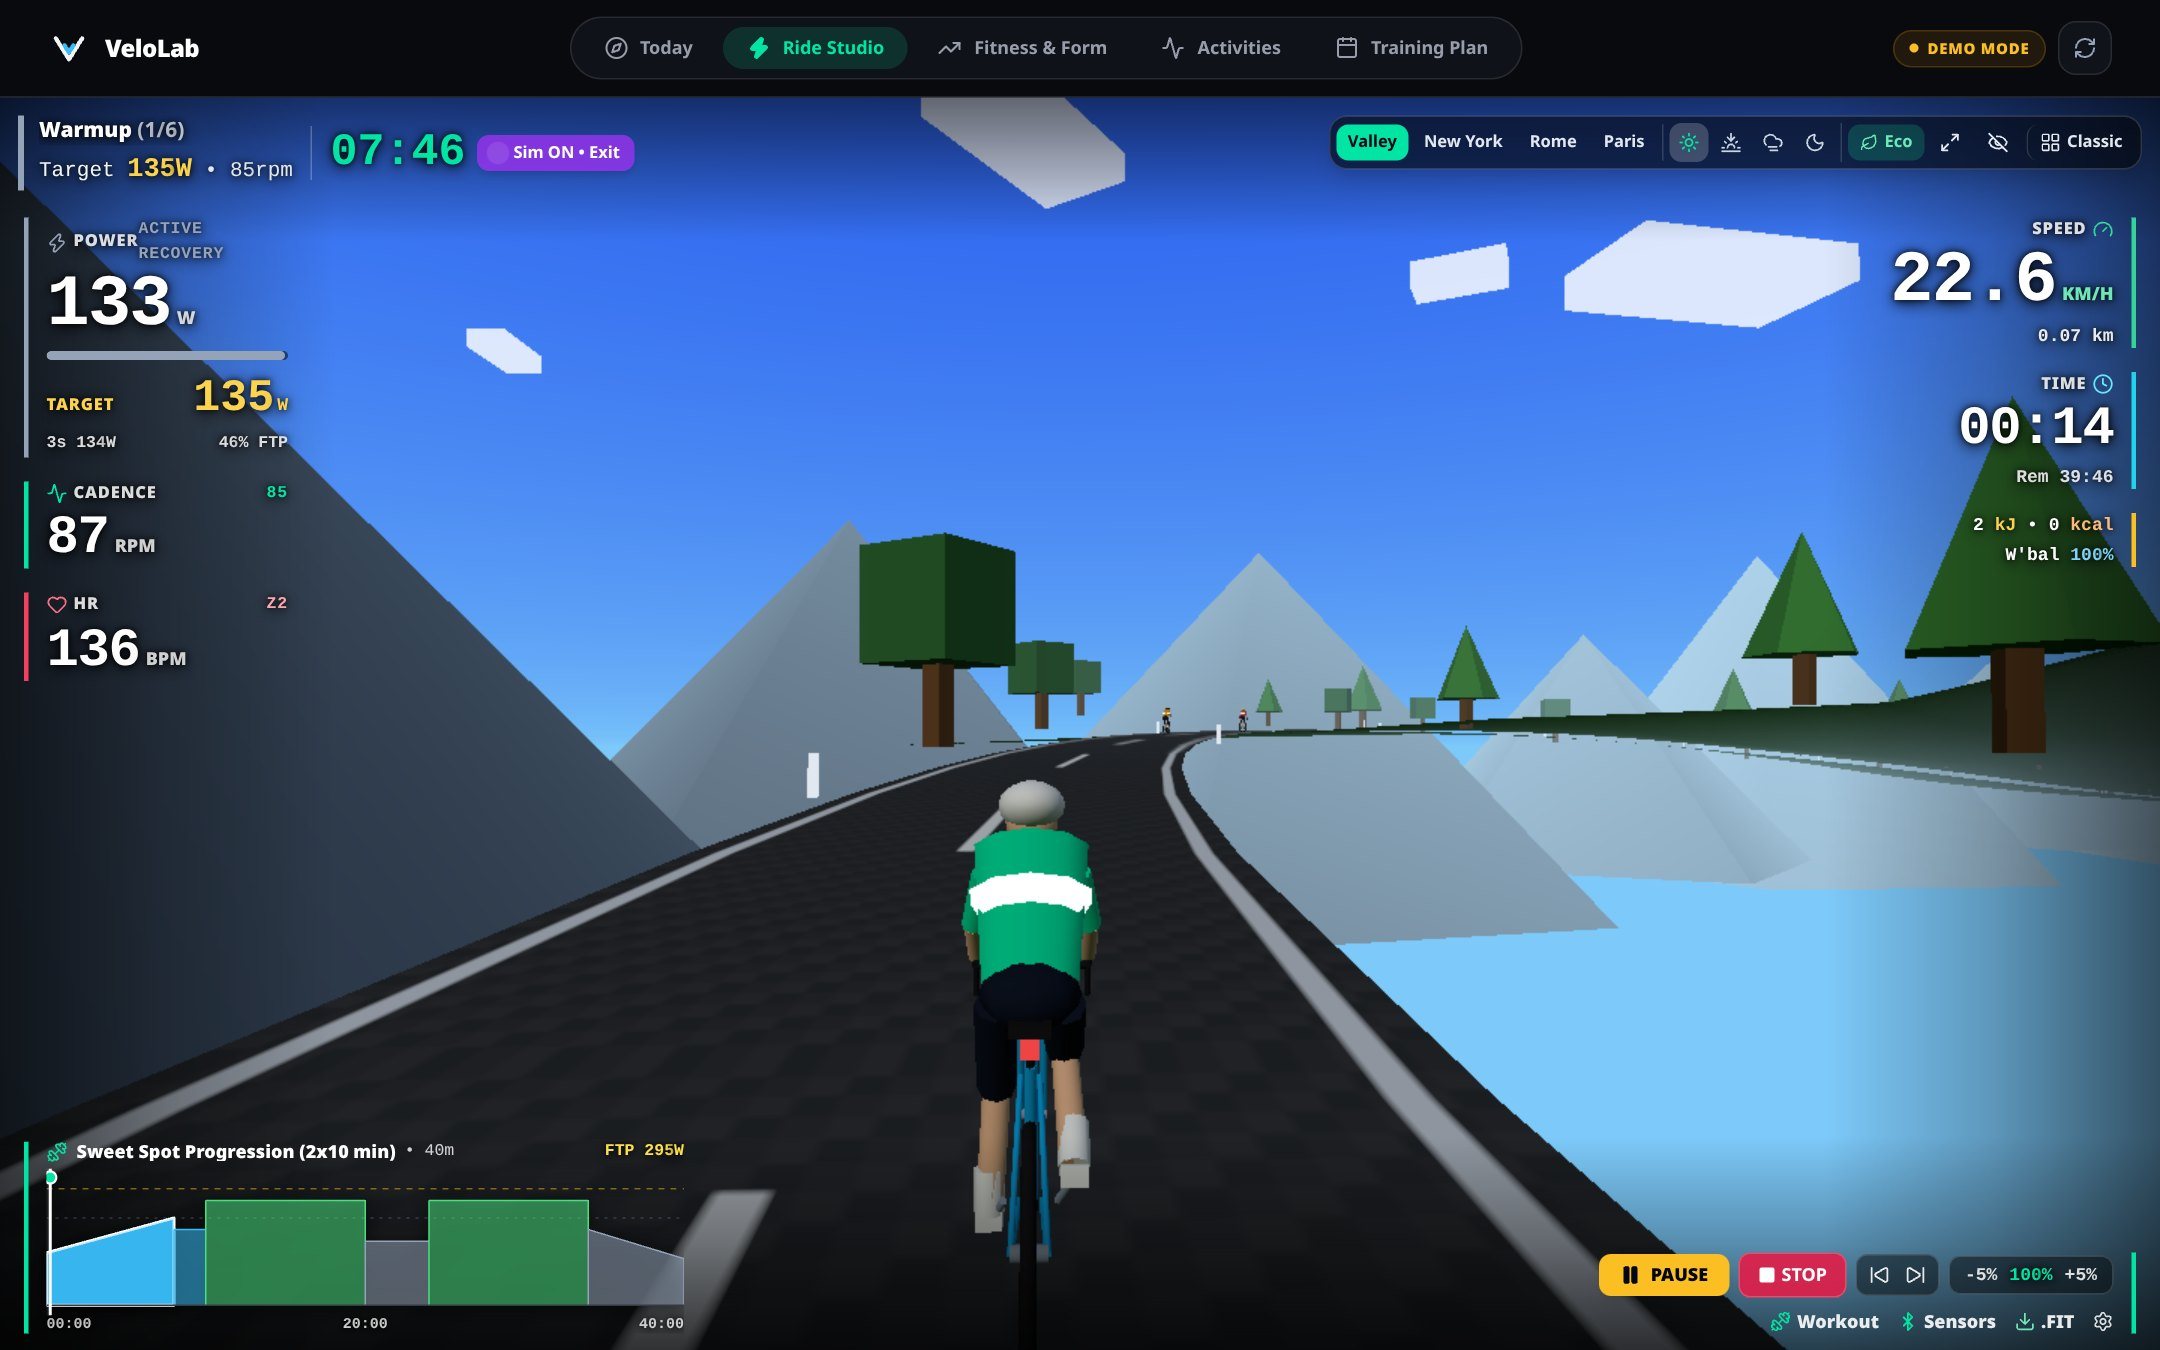 VeloLab
Today
Ride Studio
Fitness & Form
Activities
Training Plan
DEMO MODE
Warmup (1/6)
Target 135W • 85rpm
07:46
Sim ON • Exit
Valley
New York
Rome
Paris
Eco
Classic
POWER
ACTIVE
RECOVERY
133 W
TARGET 135 W
3s 134W
46% FTP
CADENCE 85
87 RPM
HR Z2
136 BPM
SPEED
22.6 KM/H
0.07 km
TIME
00:14
Rem 39:46
2 kJ • 0 kcal
W'bal 100%
Sweet Spot Progression (2x10 min) • 40m
FTP 295W
00:00
20:00
40:00
PAUSE
STOP
-5% 100% +5%
Workout
Sensors
.FIT